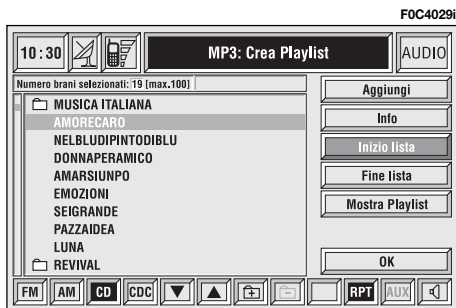 F0C4029i
10:30
MP3: Crea Playlist
AUDIO
Numero brani selezionati: 19 [max.100]
MUSICA ITALIANA
AMORECARO
NELBLUDIPINTODIBLU
DONNAPERAMICO
AMARSIUNPO
EMOZIONI
SEIGRANDE
PAZZAIDEA
LUNA
REVIVAL
Aggiungi
Info
Inizio lista
Fine lista
Mostra Playlist
OK
FM AM CD CDC RPT AUX